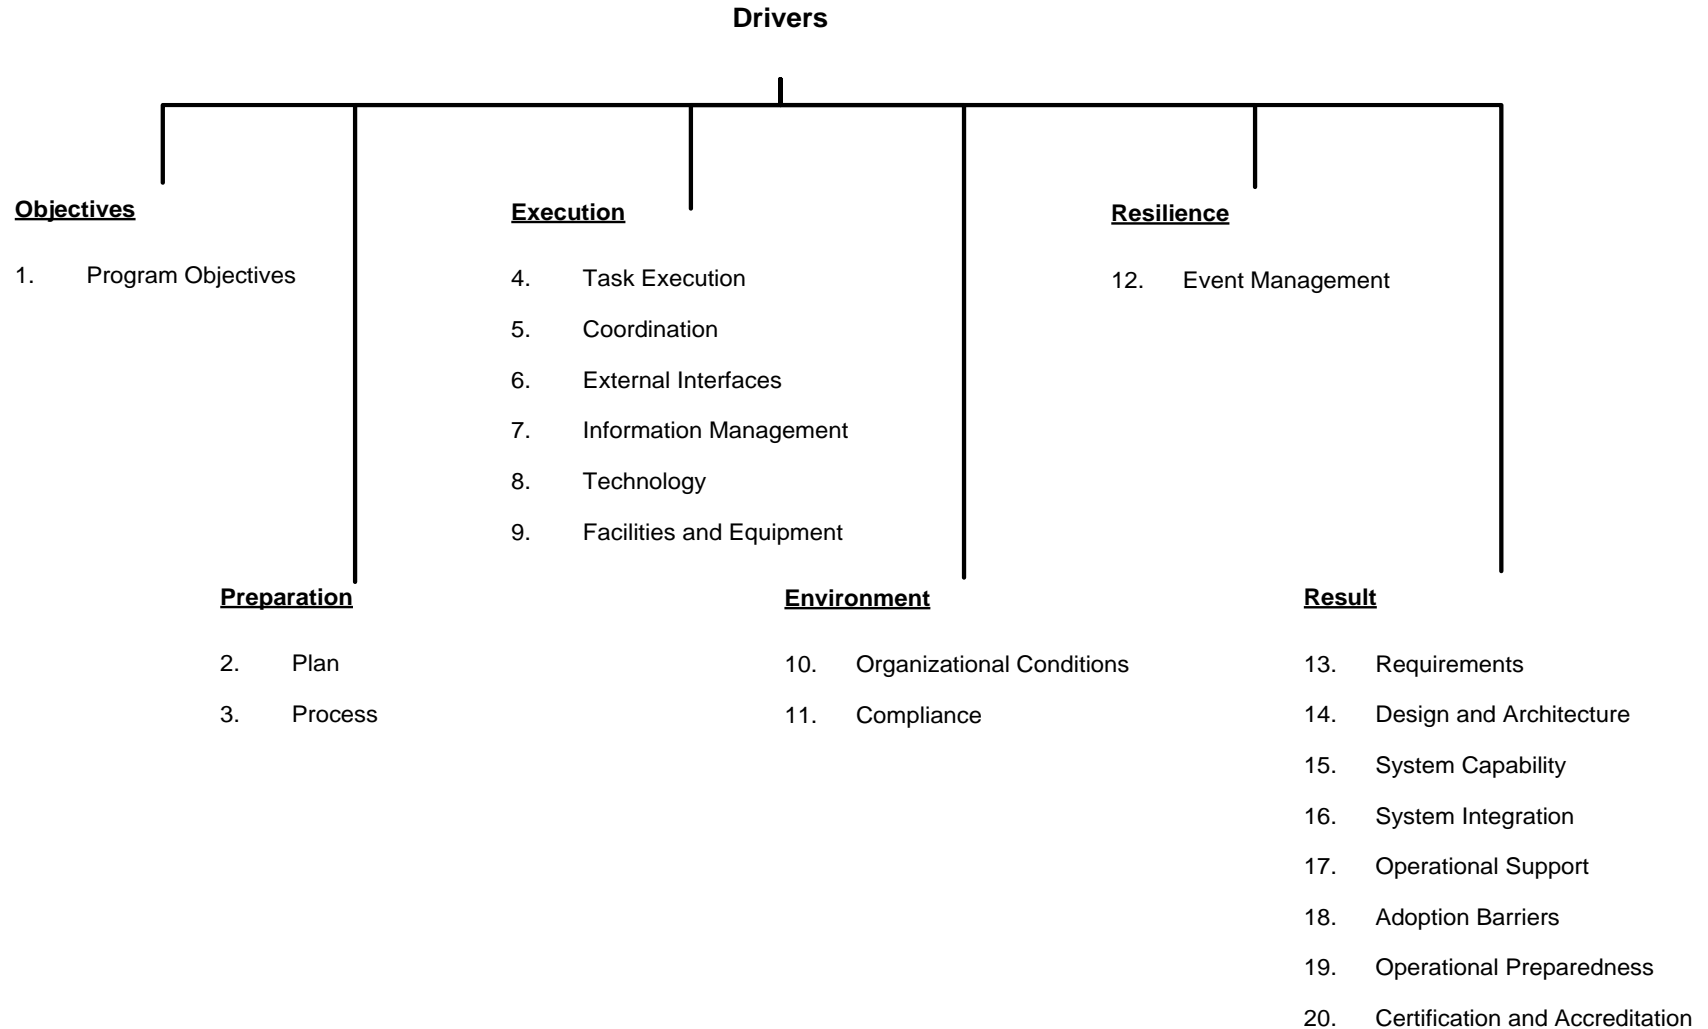 Drivers
Objectives
1. Program Objectives
Preparation
2. Plan
3. Process
Execution
4. Task Execution
5. Coordination
6. External Interfaces
7. Information Management
8. Technology
9. Facilities and Equipment
Environment
10. Organizational Conditions
11. Compliance
Resilience
12. Event Management
Result
13. Requirements
14. Design and Architecture
15. System Capability
16. System Integration
17. Operational Support
18. Adoption Barriers
19. Operational Preparedness
20. Certification and Accreditation